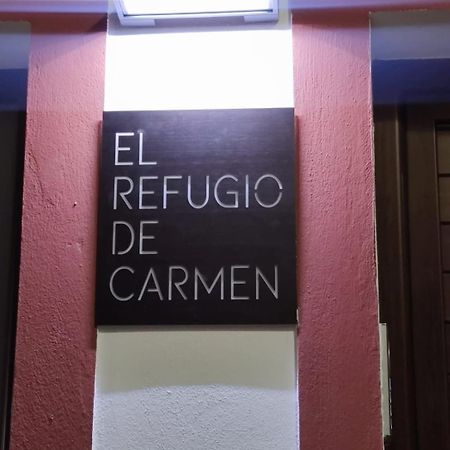 EL
REFUGIO
DE
CARMEN